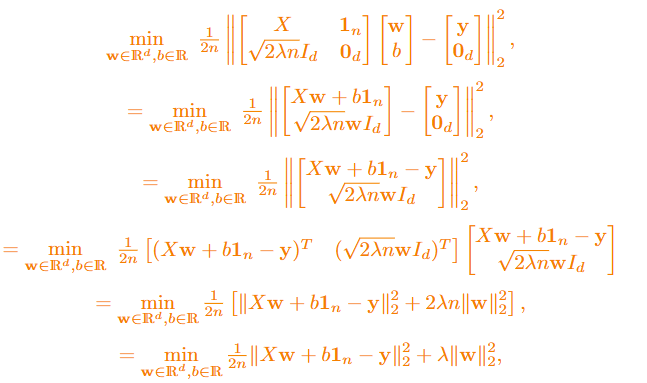 $\min_{\mathbf{w}\in\mathbb{R}^d, b\in\mathbb{R}} \frac{1}{2n} \left\| \begin{bmatrix} X & \mathbf{1}_n \\ \sqrt{2\lambda n} I_d & \mathbf{0}_d \end{bmatrix} \begin{bmatrix} \mathbf{w} \\ b \end{bmatrix} - \begin{bmatrix} \mathbf{y} \\ \mathbf{0}_d \end{bmatrix} \right\|_2^2,$
$= \min_{\mathbf{w}\in\mathbb{R}^d, b\in\mathbb{R}} \frac{1}{2n} \left\| \begin{bmatrix} X\mathbf{w} + b\mathbf{1}_n \\ \sqrt{2\lambda n} \mathbf{w} I_d \end{bmatrix} - \begin{bmatrix} \mathbf{y} \\ \mathbf{0}_d \end{bmatrix} \right\|_2^2,$
$= \min_{\mathbf{w}\in\mathbb{R}^d, b\in\mathbb{R}} \frac{1}{2n} \left\| \begin{bmatrix} X\mathbf{w} + b\mathbf{1}_n - \mathbf{y} \\ \sqrt{2\lambda n} \mathbf{w} I_d \end{bmatrix} \right\|_2^2,$
$= \min_{\mathbf{w}\in\mathbb{R}^d, b\in\mathbb{R}} \frac{1}{2n} \begin{bmatrix} (X\mathbf{w} + b\mathbf{1}_n - \mathbf{y})^T & (\sqrt{2\lambda n} \mathbf{w} I_d)^T \end{bmatrix} \begin{bmatrix} X\mathbf{w} + b\mathbf{1}_n - \mathbf{y} \\ \sqrt{2\lambda n} \mathbf{w} I_d \end{bmatrix}$
$= \min_{\mathbf{w}\in\mathbb{R}^d, b\in\mathbb{R}} \frac{1}{2n} \left[ \|X\mathbf{w} + b\mathbf{1}_n - \mathbf{y}\|_2^2 + 2\lambda n \|\mathbf{w}\|_2^2 \right],$
$= \min_{\mathbf{w}\in\mathbb{R}^d, b\in\mathbb{R}} \frac{1}{2n} \|X\mathbf{w} + b\mathbf{1}_n - \mathbf{y}\|_2^2 + \lambda \|\mathbf{w}\|_2^2,$